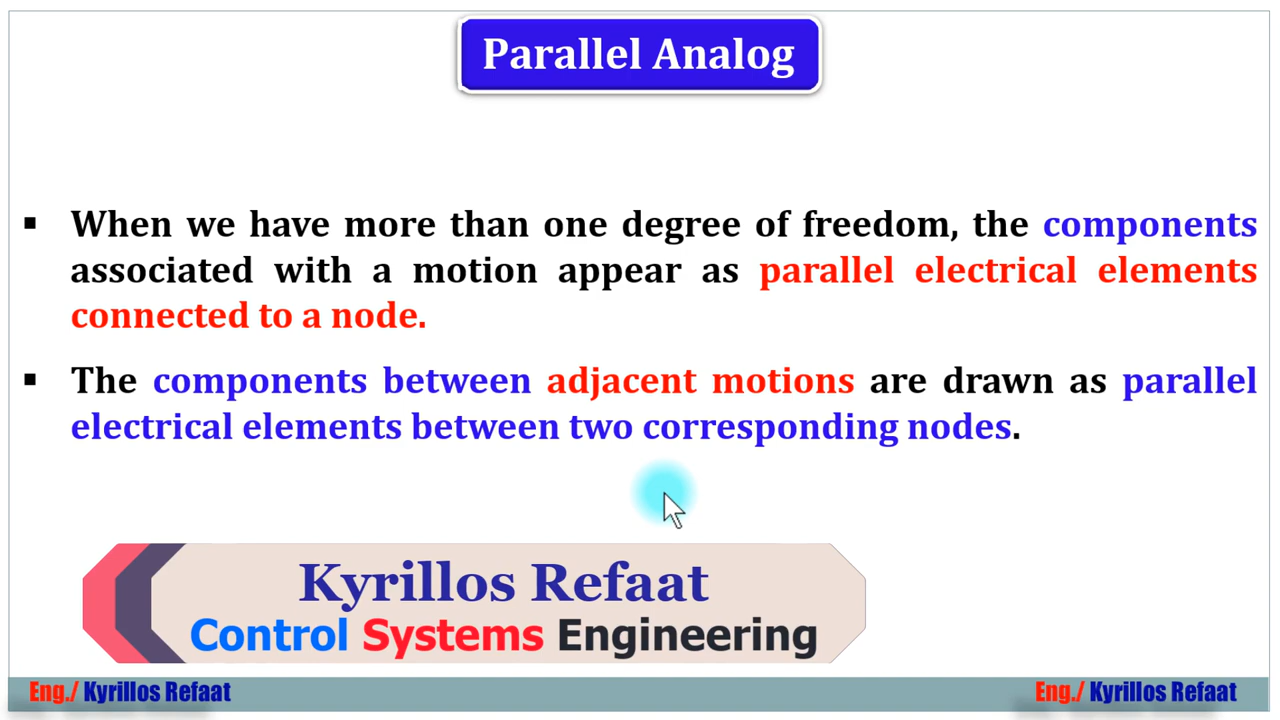 Parallel Analog
▪ When we have more than one degree of freedom, the components
associated with a motion appear as parallel electrical elements
connected to a node.
▪ The components between adjacent motions are drawn as parallel
electrical elements between two corresponding nodes.
Kyrillos Refaat
Control Systems Engineering
Eng./ Kyrillos Refaat
Eng./ Kyrillos Refaat